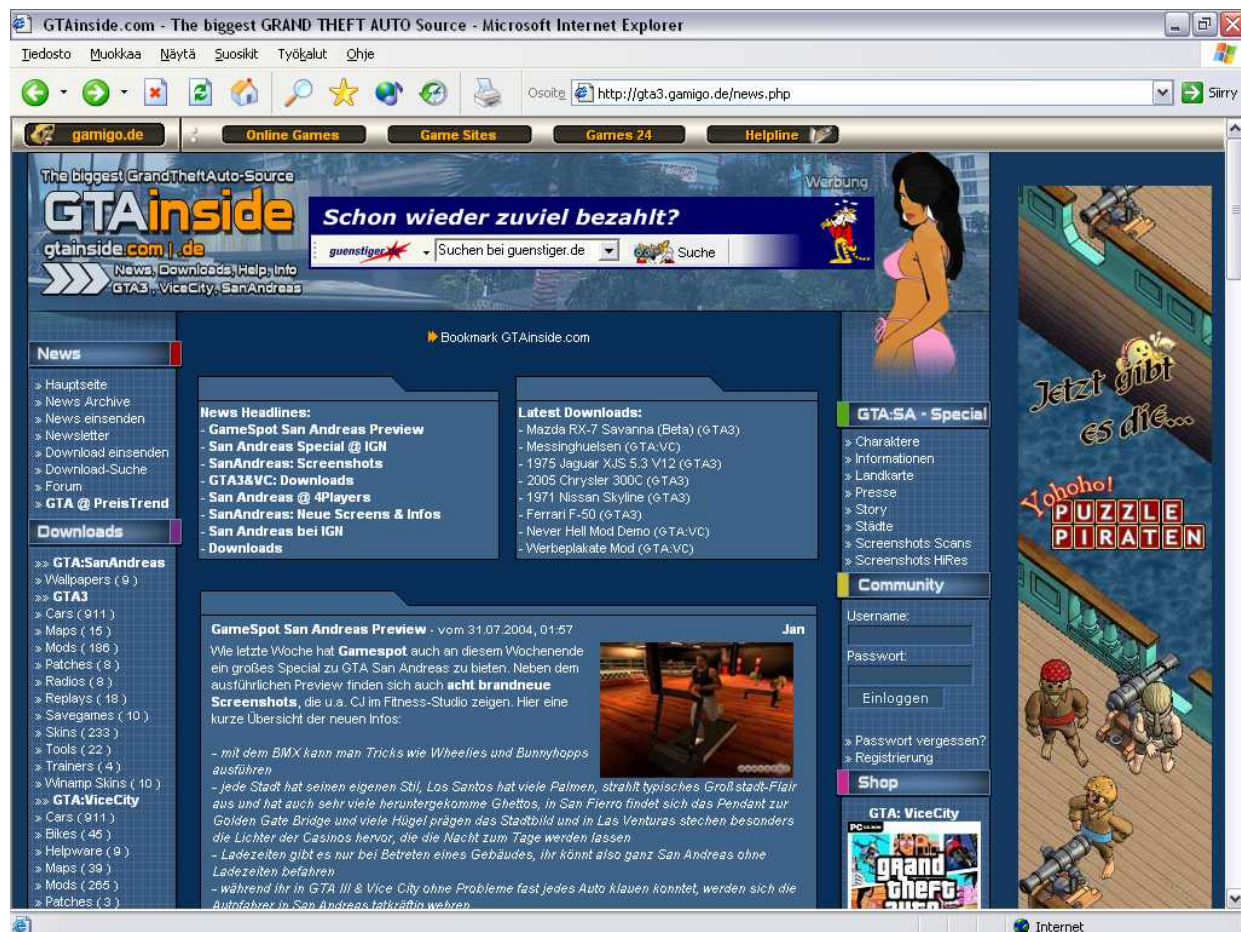 GTAinside.com - The biggest GRAND THEFT AUTO Source - Microsoft Internet Explorer
Tiedosto Muokkaa Näytä Suosikit Työkalut Ohje
Osoite http://gta3.gamigo.de/news.php Siirry
gamigo.de Online Games Game Sites Games 24 Helpline
The biggest GrandTheftAuto-Source
GTAinside
gtainside.com | .de
News, Downloads, Help, Info
GTA3, ViceCity, SanAndreas
Werbung
Schon wieder zuviel bezahlt?
guenstiger Suchen bei guenstiger.de Suche
Bookmark GTAinside.com
News
» Hauptseite
» News Archive
» News einsenden
» Newsletter
» Download einsenden
» Download-Suche
» Forum
» GTA @ PreisTrend
Downloads
»» GTA:SanAndreas
» Wallpapers ( 9 )
»» GTA3
» Cars ( 911 )
» Maps ( 15 )
» Mods ( 186 )
» Patches ( 8 )
» Radios ( 8 )
» Replays ( 18 )
» Savegames ( 10 )
» Skins ( 233 )
» Tools ( 22 )
» Trainers ( 4 )
» Winamp Skins ( 10 )
»» GTA:ViceCity
» Cars ( 911 )
» Bikes ( 46 )
» Helpware ( 9 )
» Maps ( 39 )
» Mods ( 265 )
» Patches ( 3 )
News Headlines:
- GameSpot San Andreas Preview
- San Andreas Special @ IGN
- SanAndreas: Screenshots
- GTA3&VC: Downloads
- San Andreas @ 4Players
- SanAndreas: Neue Screens & Infos
- San Andreas bei IGN
- Downloads
Latest Downloads:
- Mazda RX-7 Savanna (Beta) (GTA3)
- Messinghuelsen (GTA:VC)
- 1975 Jaguar XJS 5.3 V12 (GTA3)
- 2005 Chrysler 300C (GTA3)
- 1971 Nissan Skyline (GTA3)
- Ferrari F-50 (GTA3)
- Never Hell Mod Demo (GTA:VC)
- Werbeplakate Mod (GTA:VC)
GameSpot San Andreas Preview - vom 31.07.2004, 01:57 Jan
Wie letzte Woche hat Gamespot auch an diesem Wochenende
ein großes Special zu GTA San Andreas zu bieten. Neben dem
ausführlichen Preview finden sich auch acht brandneue
Screenshots, die u.a. CJ im Fitness-Studio zeigen. Hier eine
kurze Übersicht der neuen Infos:
– mit dem BMX kann man Tricks wie Wheelies und Bunnyhopps
ausführen
– jede Stadt hat seinen eigenen Stil, Los Santos hat viele Palmen, strahlt typisches Großstadt-Flair
aus und hat auch sehr viele heruntergekomme Ghettos, in San Fierro findet sich das Pendant zur
Golden Gate Bridge und viele Hügel prägen das Stadtbild und in Las Venturas stechen besonders
die Lichter der Casinos hervor, die die Nacht zum Tage werden lassen
– Ladezeiten gibt es nur bei Betreten eines Gebäudes, ihr könnt also ganz San Andreas ohne
Ladezeiten befahren
– während ihr in GTA III & Vice City ohne Probleme fast jedes Auto klauen konntet, werden sich die
Autofahrer in San Andreas tatkräftig wehren
GTA:SA - Special
» Charaktere
» Informationen
» Landkarte
» Presse
» Story
» Städte
» Screenshots Scans
» Screenshots HiRes
Community
Username:
Passwort:
Einloggen
» Passwort vergessen?
» Registrierung
Shop
GTA: ViceCity
PC
grand
theft
auto
Jetzt gibt
es die...
Yohoho!
PUZZLE
PIRATEN
Internet